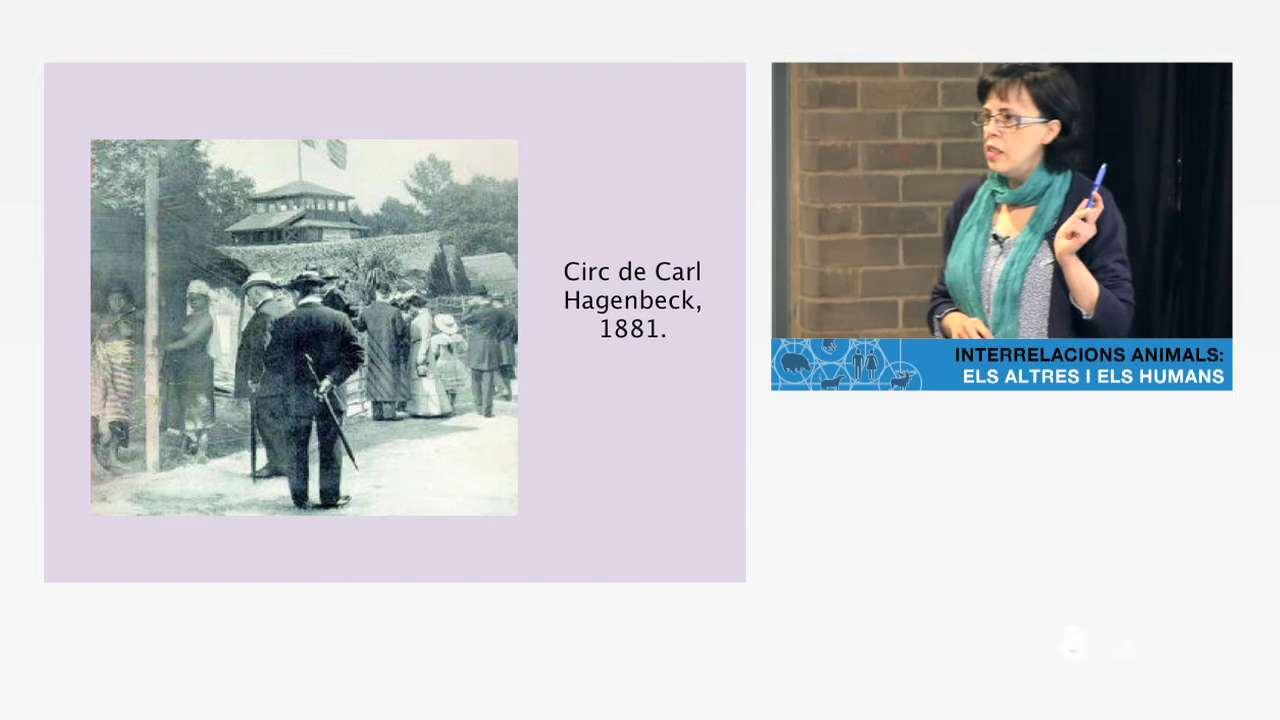 Circ de Carl
Hagenbeck,
1881.
INTERRELACIONS ANIMALS:
ELS ALTRES I ELS HUMANS